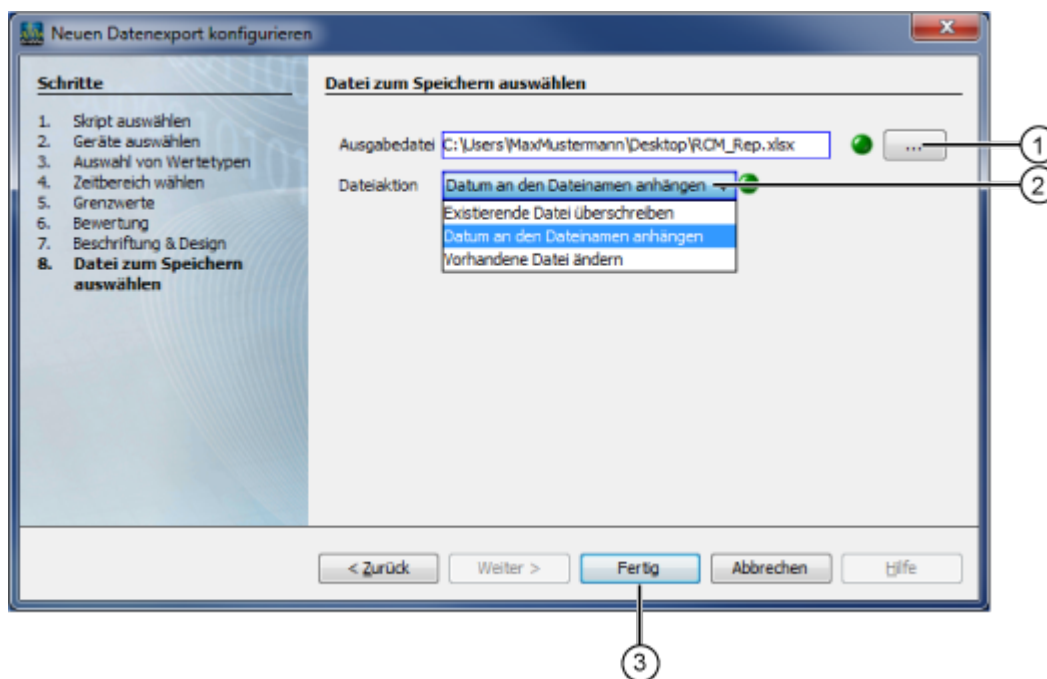 Neuen Datenexport konfigurieren
Schritte
1. Skript auswählen
2. Geräte auswählen
3. Auswahl von Wertetypen
4. Zeitbereich wählen
5. Grenzwerte
6. Bewertung
7. Beschriftung & Design
8. Datei zum Speichern
auswählen
Datei zum Speichern auswählen
Ausgabedatei C:\Users\MaxMustermann\Desktop\RCM_Rep.xlsx ... 1
Dateiaktion Datum an den Dateinamen anhängen 2
Existierende Datei überschreiben
Datum an den Dateinamen anhängen
Vorhandene Datei ändern
< Zurück Weiter > Fertig Abbrechen Hilfe
3